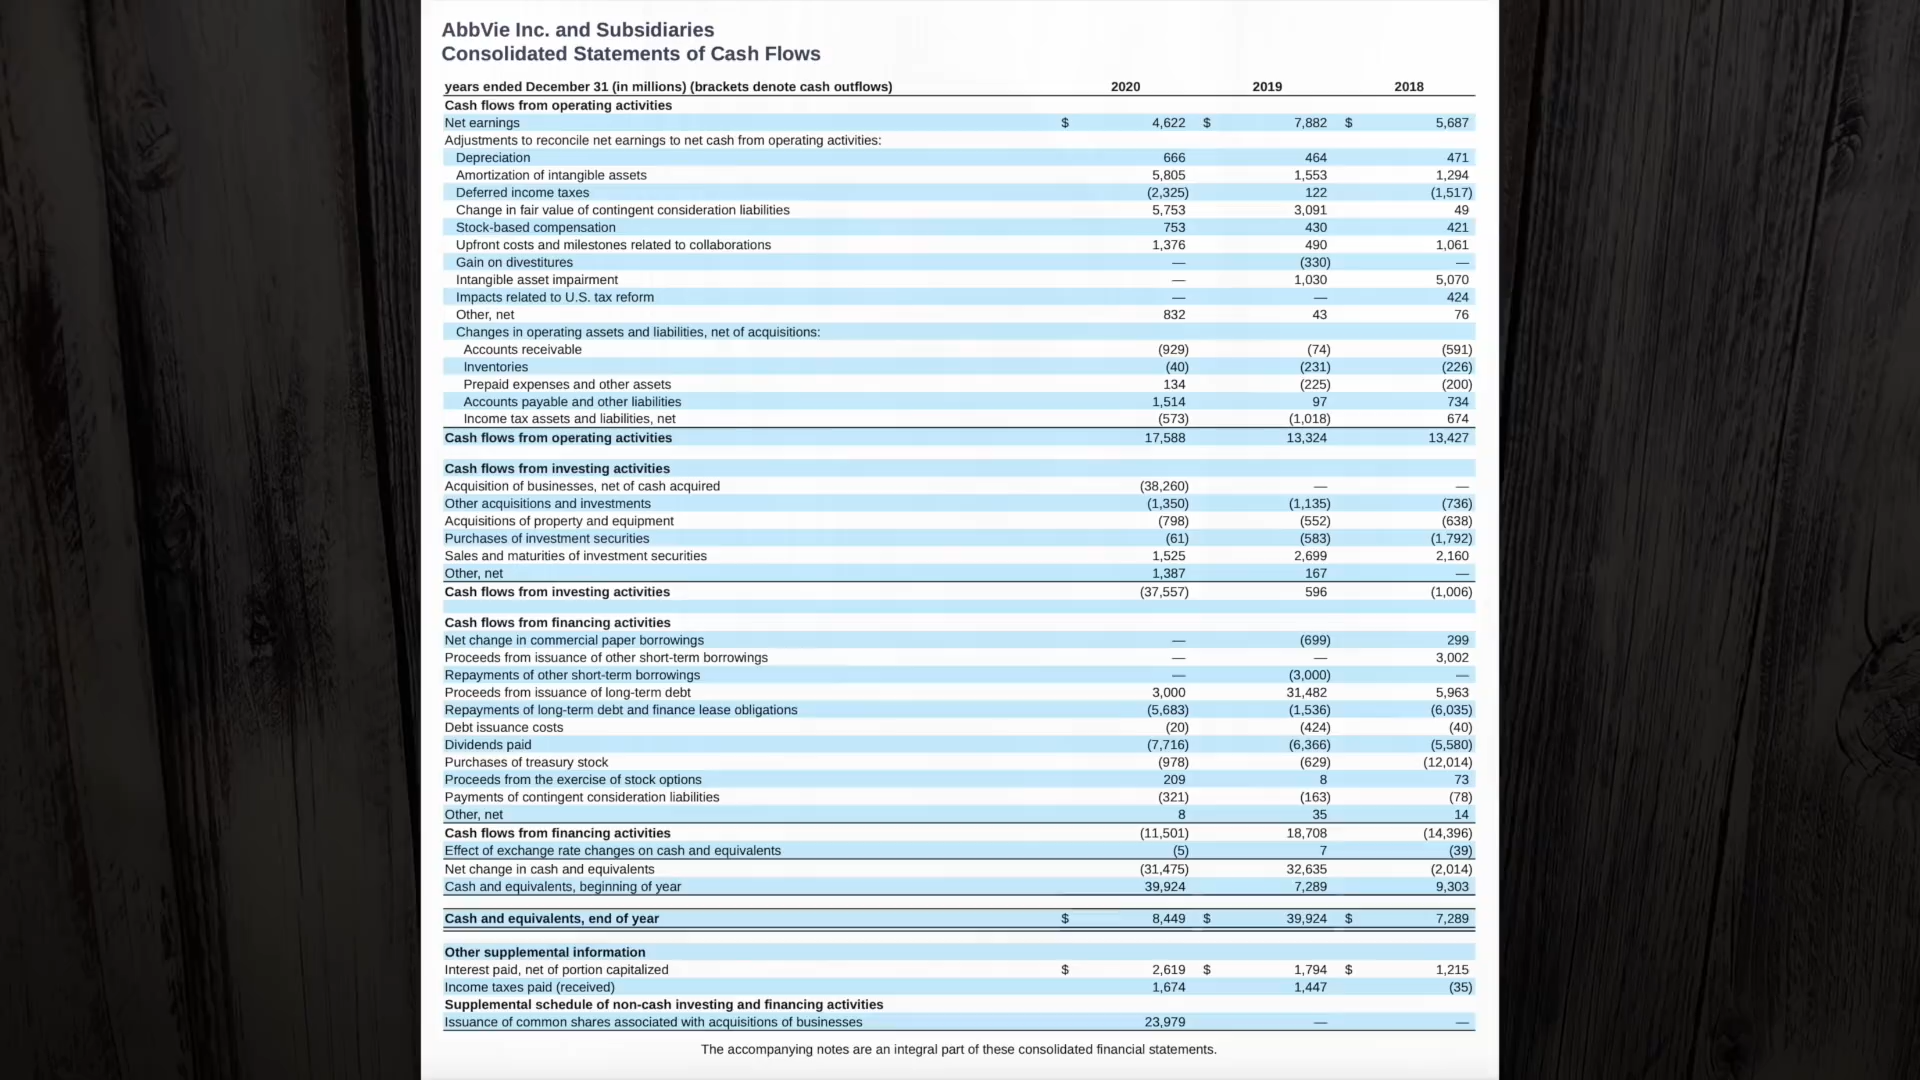 AbbVie Inc. and Subsidiaries
Consolidated Statements of Cash Flows
years ended December 31 (in millions) (brackets denote cash outflows) 2020 2019 2018
Cash flows from operating activities
Net earnings $ 4,622 $ 7,882 $ 5,687
Adjustments to reconcile net earnings to net cash from operating activities:
Depreciation 666 464 471
Amortization of intangible assets 5,805 1,553 1,294
Deferred income taxes (2,325) 122 (1,517)
Change in fair value of contingent consideration liabilities 5,753 3,091 49
Stock-based compensation 753 430 421
Upfront costs and milestones related to collaborations 1,376 490 1,061
Gain on divestitures — (330) —
Intangible asset impairment — 1,030 5,070
Impacts related to U.S. tax reform — — 424
Other, net 832 43 76
Changes in operating assets and liabilities, net of acquisitions:
Accounts receivable (929) (74) (591)
Inventories (40) (231) (226)
Prepaid expenses and other assets 134 (225) (200)
Accounts payable and other liabilities 1,514 97 734
Income tax assets and liabilities, net (573) (1,018) 674
Cash flows from operating activities 17,588 13,324 13,427
Cash flows from investing activities
Acquisition of businesses, net of cash acquired (38,260) — —
Other acquisitions and investments (1,350) (1,135) (736)
Acquisitions of property and equipment (798) (552) (638)
Purchases of investment securities (61) (583) (1,792)
Sales and maturities of investment securities 1,525 2,699 2,160
Other, net 1,387 167 —
Cash flows from investing activities (37,557) 596 (1,006)
Cash flows from financing activities
Net change in commercial paper borrowings — (699) 299
Proceeds from issuance of other short-term borrowings — — 3,002
Repayments of other short-term borrowings — (3,000) —
Proceeds from issuance of long-term debt 3,000 31,482 5,963
Repayments of long-term debt and finance lease obligations (5,683) (1,536) (6,035)
Debt issuance costs (20) (424) (40)
Dividends paid (7,716) (6,366) (5,580)
Purchases of treasury stock (978) (629) (12,014)
Proceeds from the exercise of stock options 209 8 73
Payments of contingent consideration liabilities (321) (163) (78)
Other, net 8 35 14
Cash flows from financing activities (11,501) 18,708 (14,396)
Effect of exchange rate changes on cash and equivalents (5) 7 (39)
Net change in cash and equivalents (31,475) 32,635 (2,014)
Cash and equivalents, beginning of year 39,924 7,289 9,303
Cash and equivalents, end of year $ 8,449 $ 39,924 $ 7,289
Other supplemental information
Interest paid, net of portion capitalized $ 2,619 $ 1,794 $ 1,215
Income taxes paid (received) 1,674 1,447 (35)
Supplemental schedule of non-cash investing and financing activities
Issuance of common shares associated with acquisitions of businesses 23,979 — —
The accompanying notes are an integral part of these consolidated financial statements.